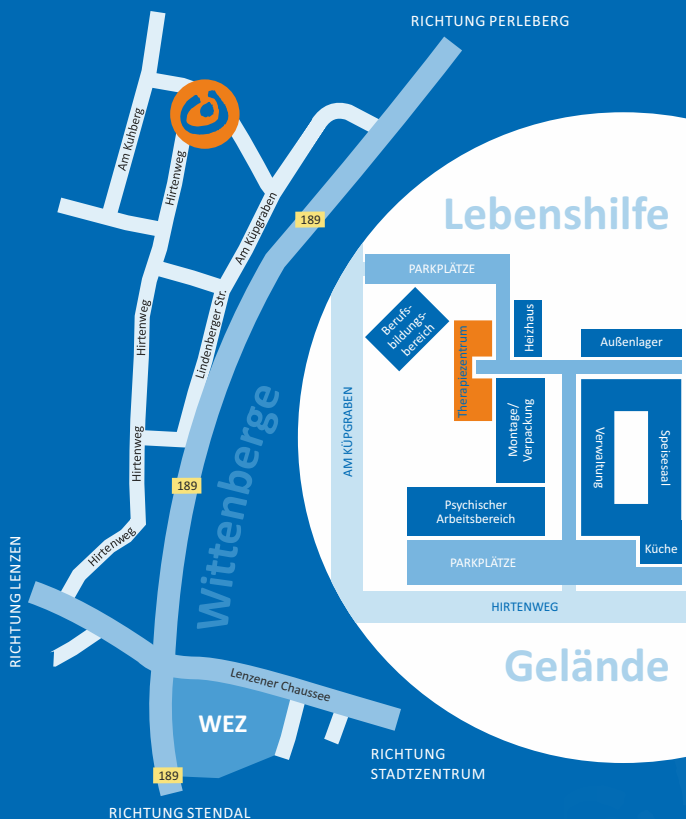 RICHTUNG PERLEBERG
Am Kuhberg
Hirtenweg
Am Küpgraben
189
Lindenberger Str.
Hirtenweg
Hirtenweg
189
Wittenberge
Hirtenweg
RICHTUNG LENZEN
Lenzener Chaussee
WEZ
189
RICHTUNG
STADTZENTRUM
RICHTUNG STENDAL
Lebenshilfe
PARKPLÄTZE
Berufs-
bildungs-
bereich
Therapiezentrum
Heizhaus
Außenlager
AM KÜPGRABEN
Montage/
Verpackung
Verwaltung
Speisesaal
Psychischer
Arbeitsbereich
Küche
PARKPLÄTZE
HIRTENWEG
Gelände